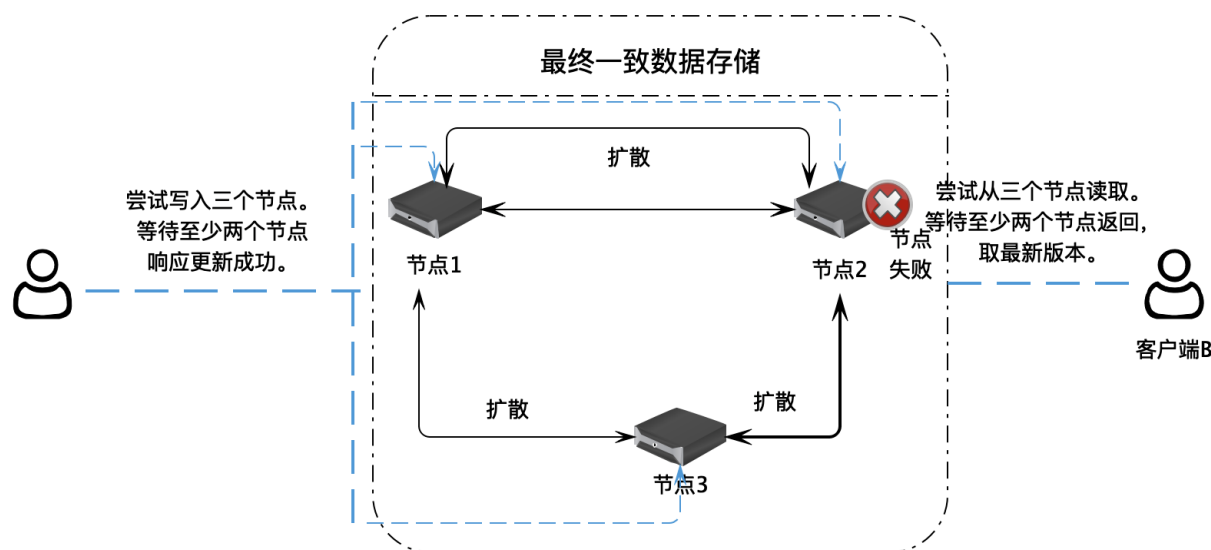 最终一致数据存储
扩散
尝试写入三个节点。
等待至少两个节点
响应更新成功。
尝试从三个节点读取。
等待至少两个节点返回，
取最新版本。
节点1
节点2
节点
失败
客户端B
扩散
扩散
节点3